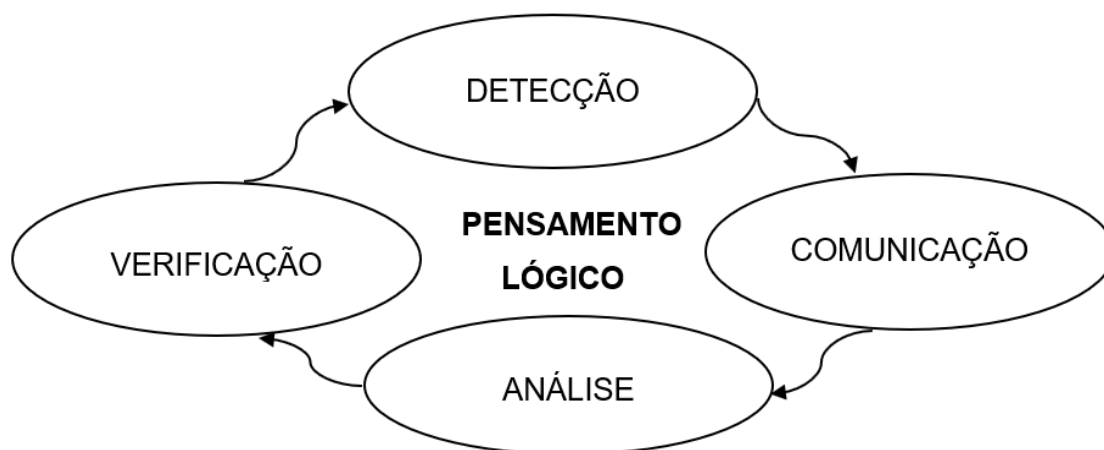 DETECÇÃO
PENSAMENTO
LÓGICO
COMUNICAÇÃO
VERIFICAÇÃO
ANÁLISE